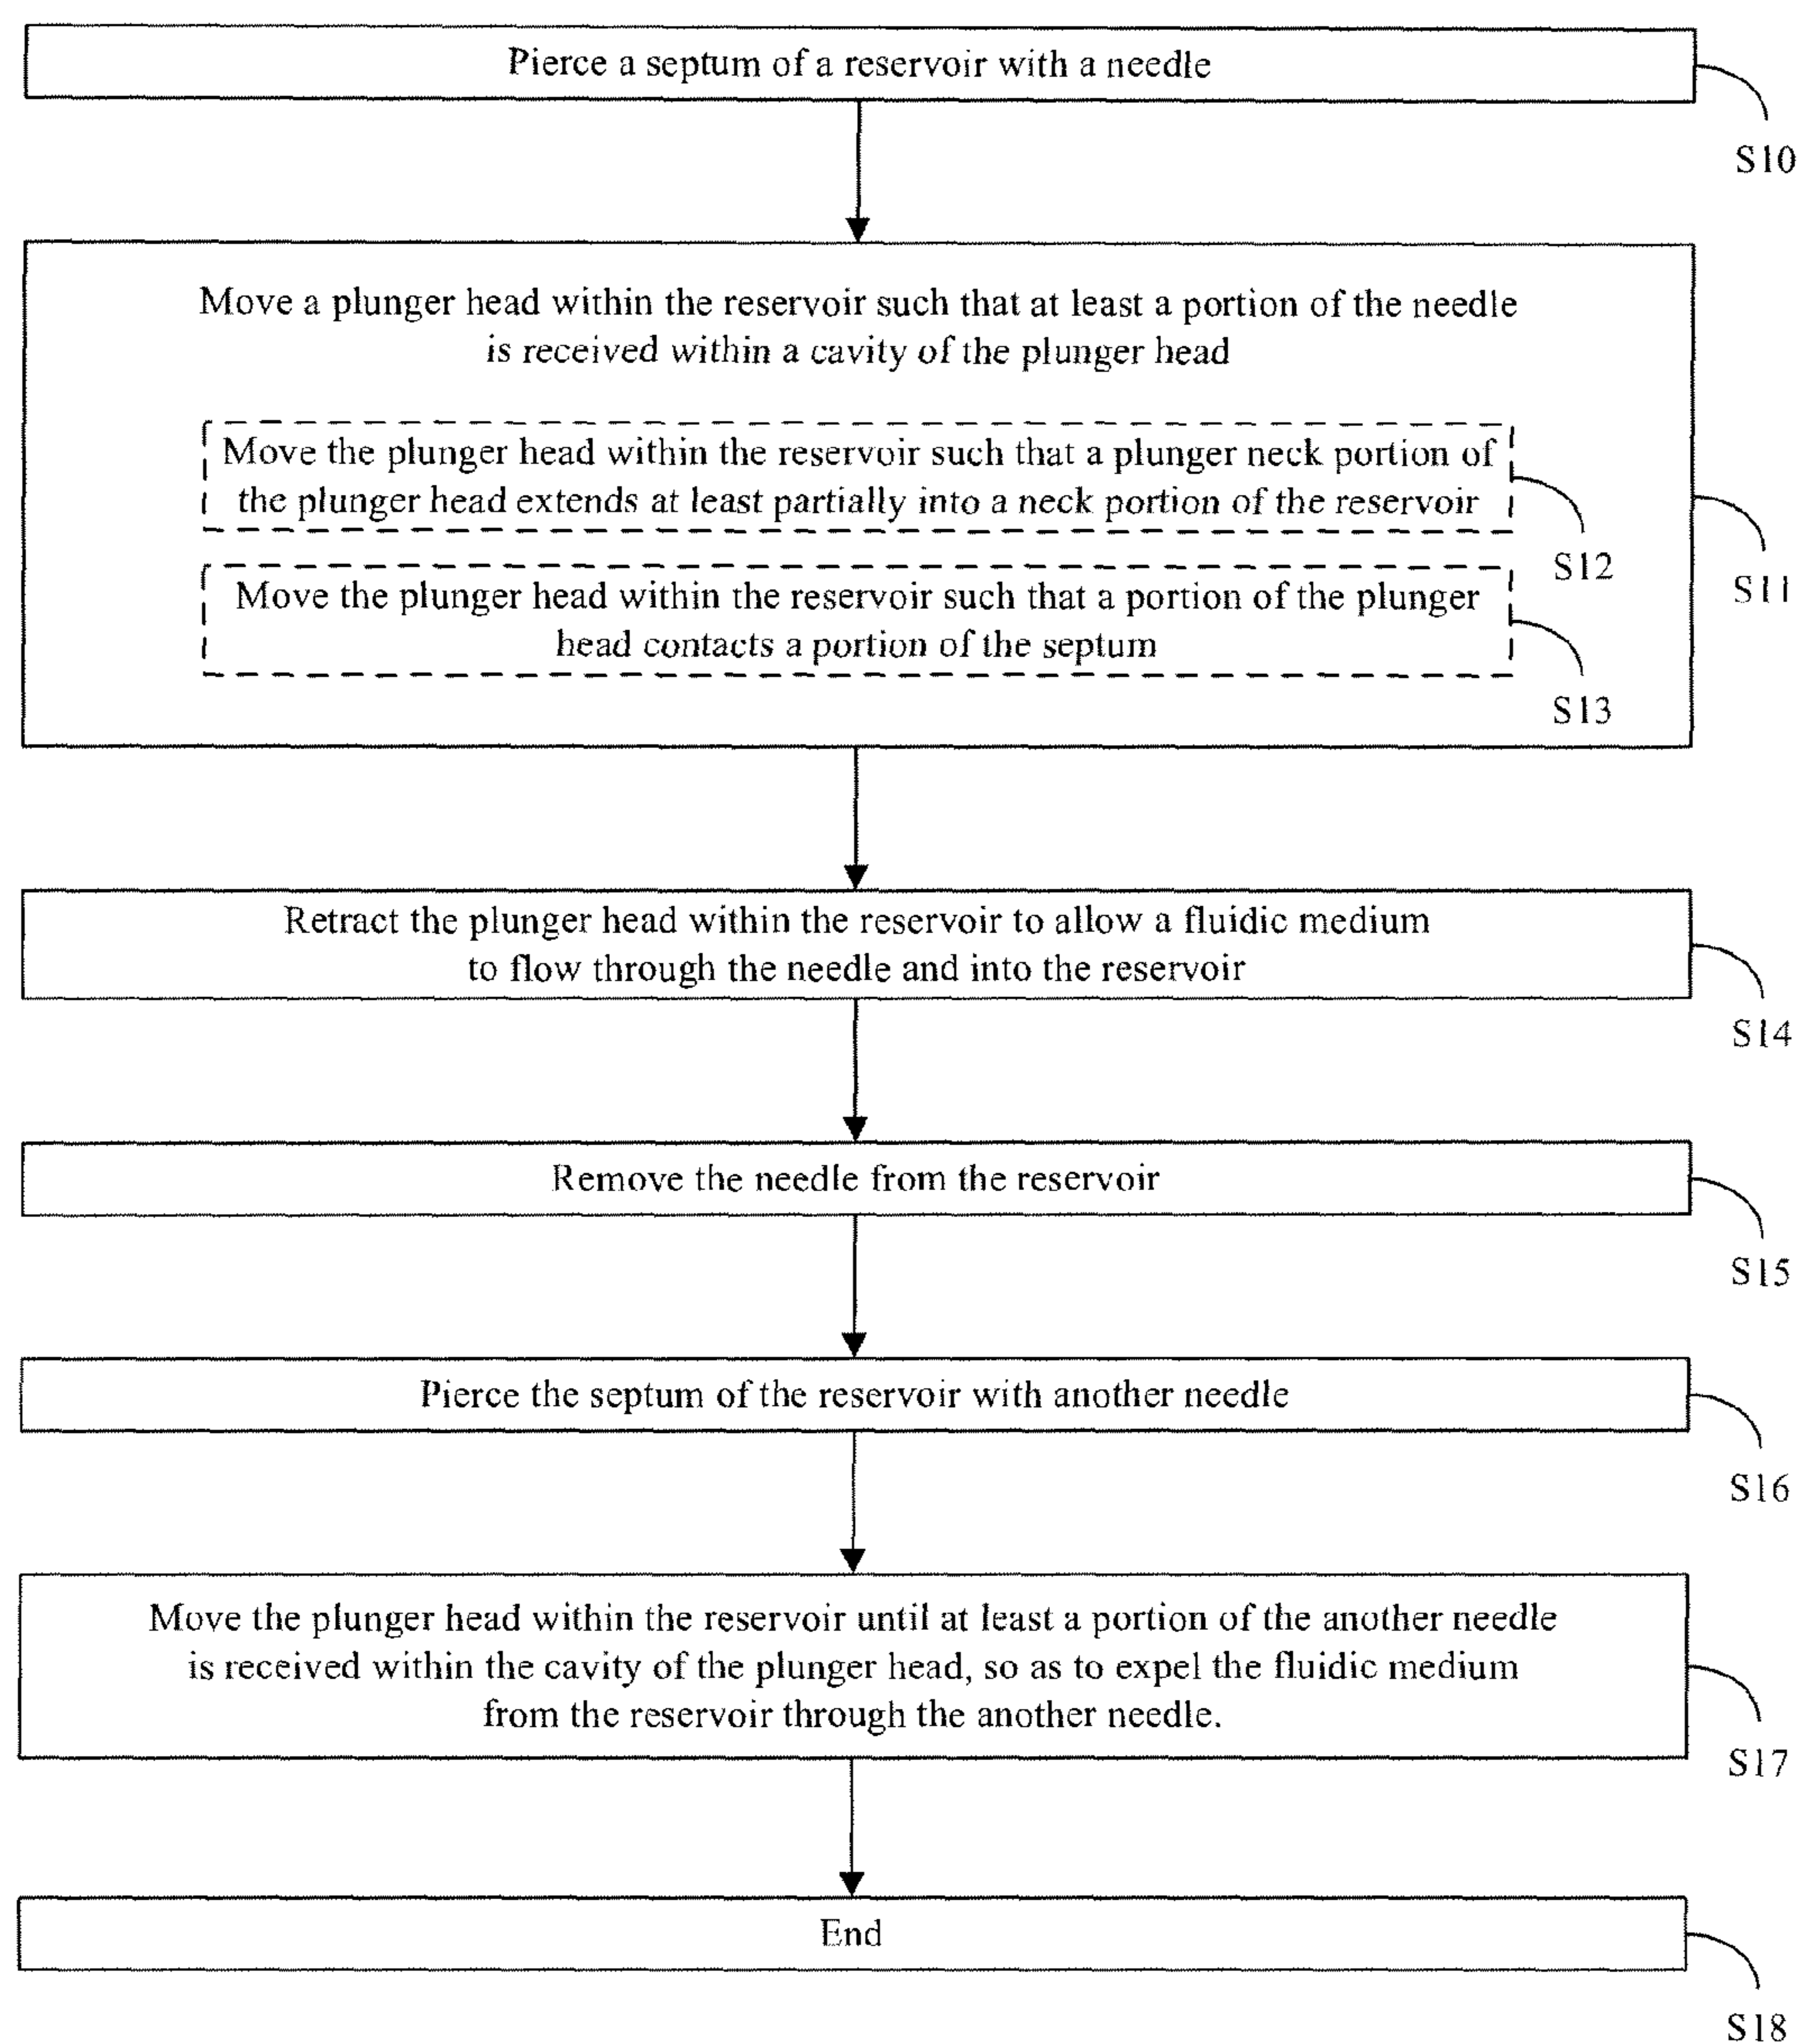 Pierce a septum of a reservoir with a needle
S10
Move a plunger head within the reservoir such that at least a portion of the needle
is received within a cavity of the plunger head
Move the plunger head within the reservoir such that a plunger neck portion of
the plunger head extends at least partially into a neck portion of the reservoir
S12
S11
Move the plunger head within the reservoir such that a portion of the plunger
head contacts a portion of the septum
S13
Retract the plunger head within the reservoir to allow a fluidic medium
to flow through the needle and into the reservoir
S14
Remove the needle from the reservoir
S15
Pierce the septum of the reservoir with another needle
S16
Move the plunger head within the reservoir until at least a portion of the another needle
is received within the cavity of the plunger head, so as to expel the fluidic medium
from the reservoir through the another needle.
S17
End
S18